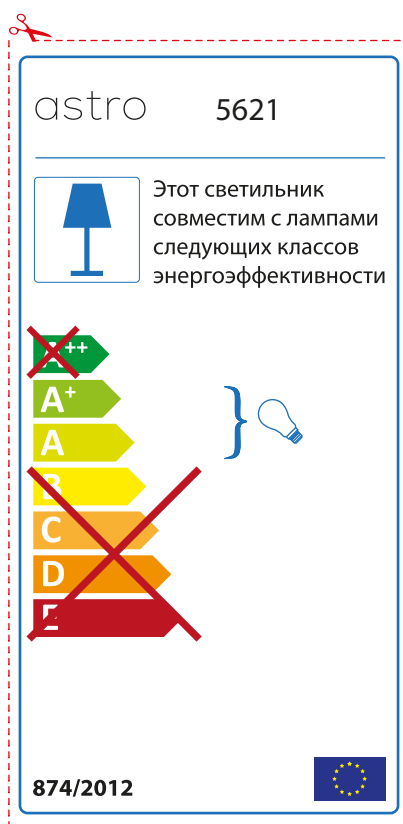 astro 5621
Этот светильник
совместим с лампами
следующих классов
энергоэффективности
A++
A+
A
B
C
D
E
874/2012